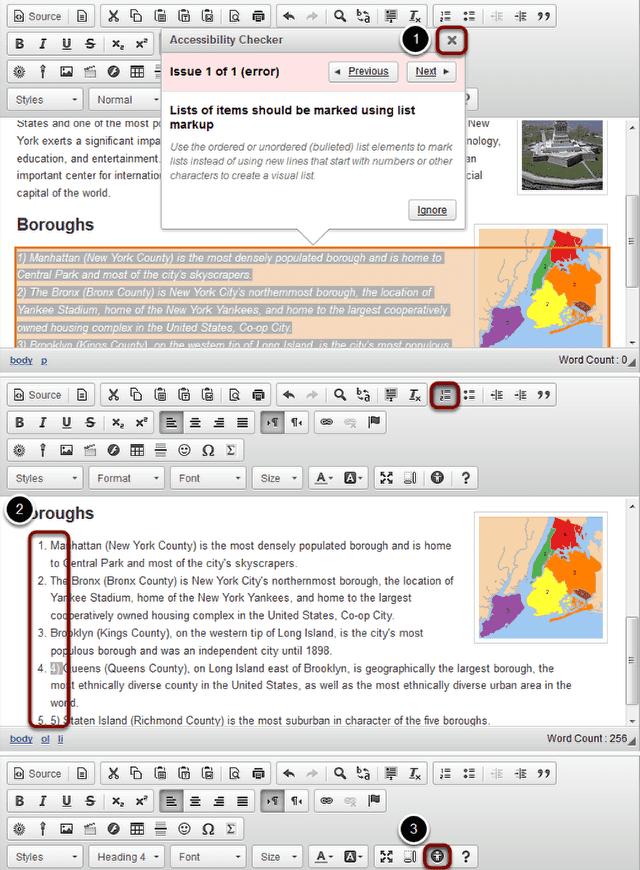 Source
B I U S x₂ x²
Accessibility Checker
1
Issue 1 of 1 (error)
Previous
Next
Styles
Normal
?
Lists of items should be marked using list
markup
Use the ordered or unordered (bulleted) list elements to mark
lists instead of using new lines that start with numbers or other
characters to create a visual list.
Ignore
States and one of the most po
New
York exerts a significant impa
nology,
education, and entertainment.
an
important center for internation
cial
capital of the world.
Boroughs
1) Manhattan (New York County) is the most densely populated borough and is home to
Central Park and most of the city's skyscrapers.
2) The Bronx (Bronx County) is New York City's northernmost borough, the location of
Yankee Stadium, home of the New York Yankees, and home to the largest cooperatively
owned housing complex in the United States, Co-op City.
3) Brooklyn (Kings County), on the western tip of Long Island, is the city's most populous
body p
Word Count : 0
Source
B I U S x₂ x²
Styles
Format
Font
Size
A
A
?
2
oroughs
1. Manhattan (New York County) is the most densely populated borough and is home
to Central Park and most of the city's skyscrapers.
2. The Bronx (Bronx County) is New York City's northernmost borough, the location of
Yankee Stadium, home of the New York Yankees, and home to the largest
cooperatively owned housing complex in the United States, Co-op City.
3. Brooklyn (Kings County), on the western tip of Long Island, is the city's most
populous borough and was an independent city until 1898.
4. 4) Queens (Queens County), on Long Island east of Brooklyn, is geographically the largest borough, the
most ethnically diverse county in the United States, as well as the most ethnically diverse urban area in the
world.
5. 5) Staten Island (Richmond County) is the most suburban in character of the five boroughs.
body ol li
Word Count : 256
Source
B I U S x₂ x²
3
Styles
Heading 4
Font
Size
A
A
?